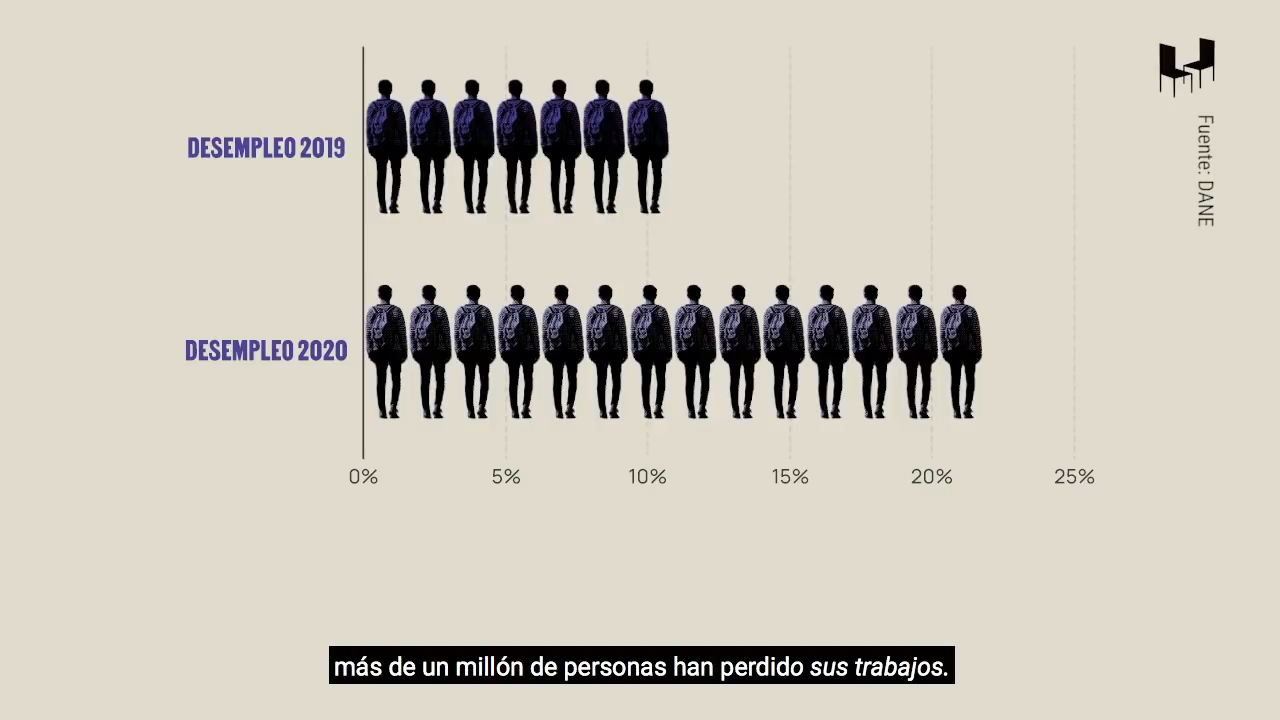 DESEMPLEO 2019
DESEMPLEO 2020
0% 5% 10% 15% 20% 25%
Fuente: DANE
más de un millón de personas han perdido sus trabajos.